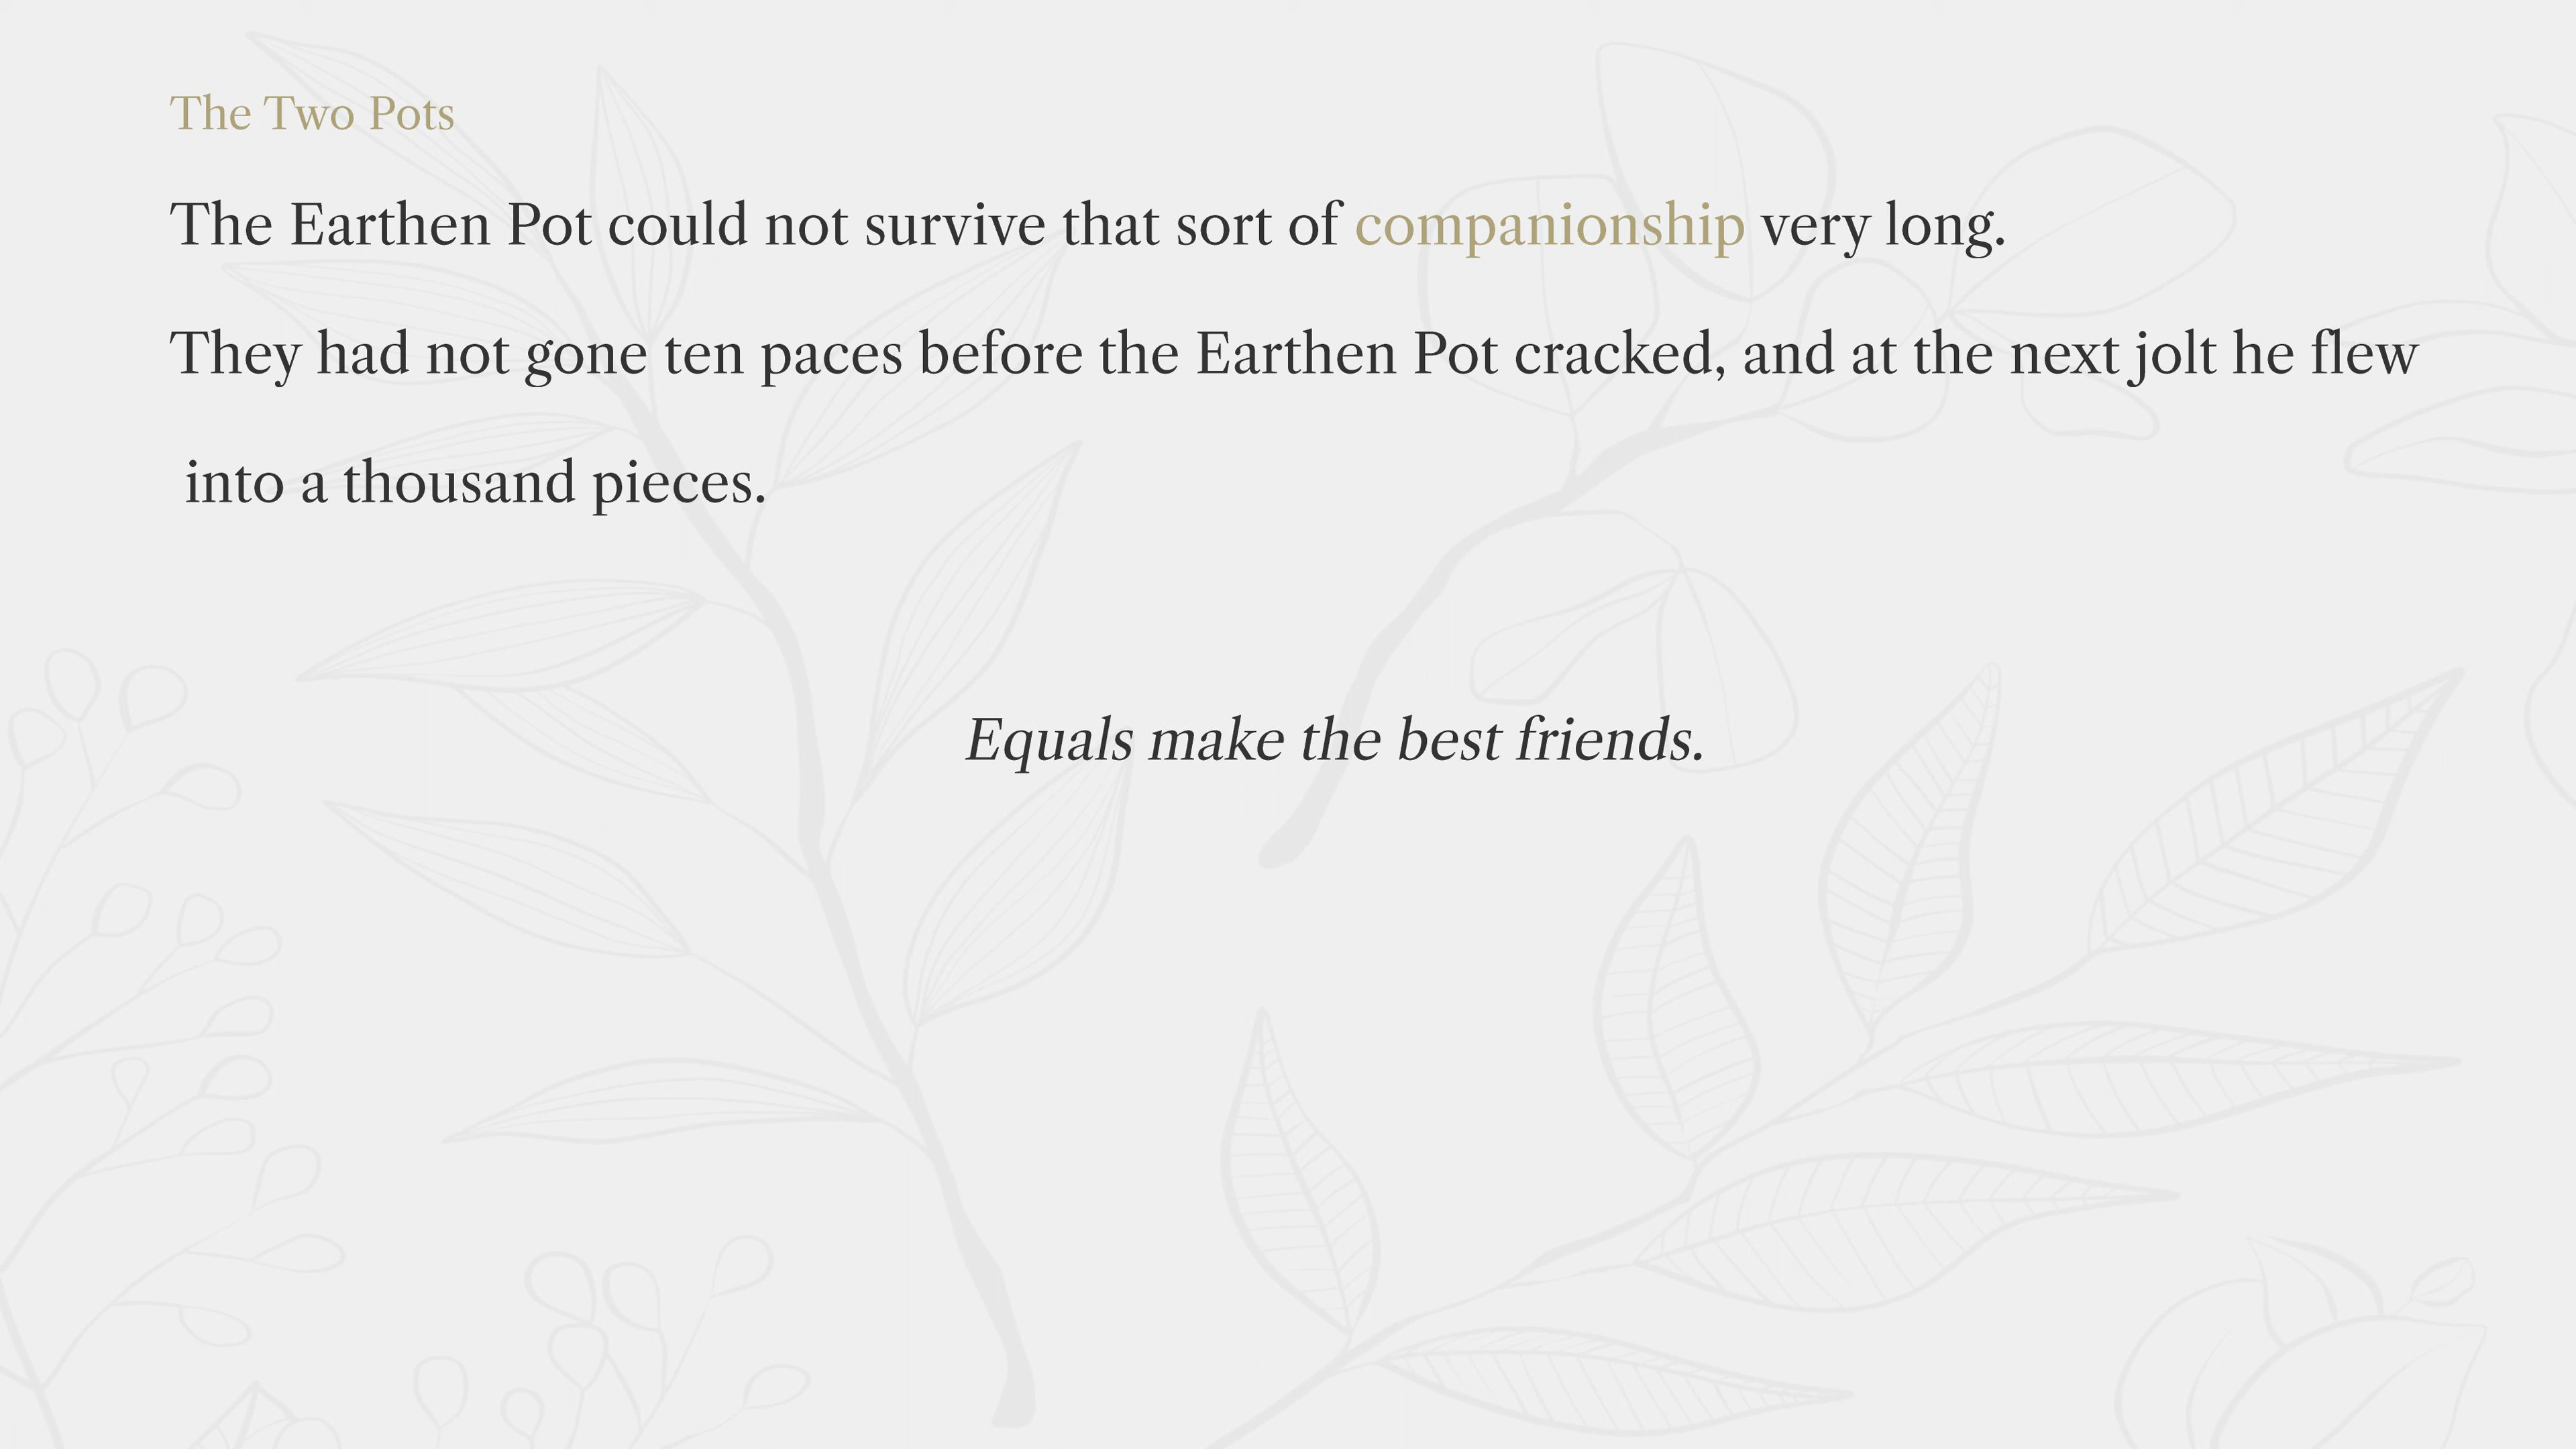 The Two Pots
The Earthen Pot could not survive that sort of companionship very long.
They had not gone ten paces before the Earthen Pot cracked, and at the next jolt he flew
into a thousand pieces.
Equals make the best friends.